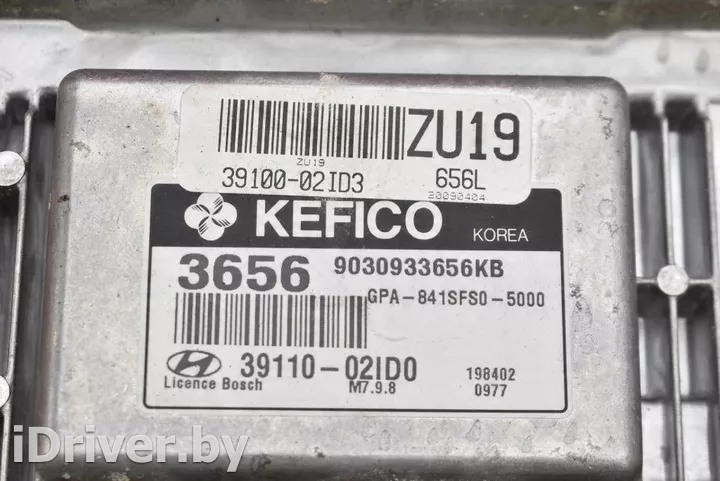 ZU19
ZU19
39100-02ID3 656L
20090404
KEFICO KOREA
3656 9030933656KB
GPA-841SFS0-5000
39110-02ID0 198402
Licence Bosch M7.9.8 0977
iDriver.by